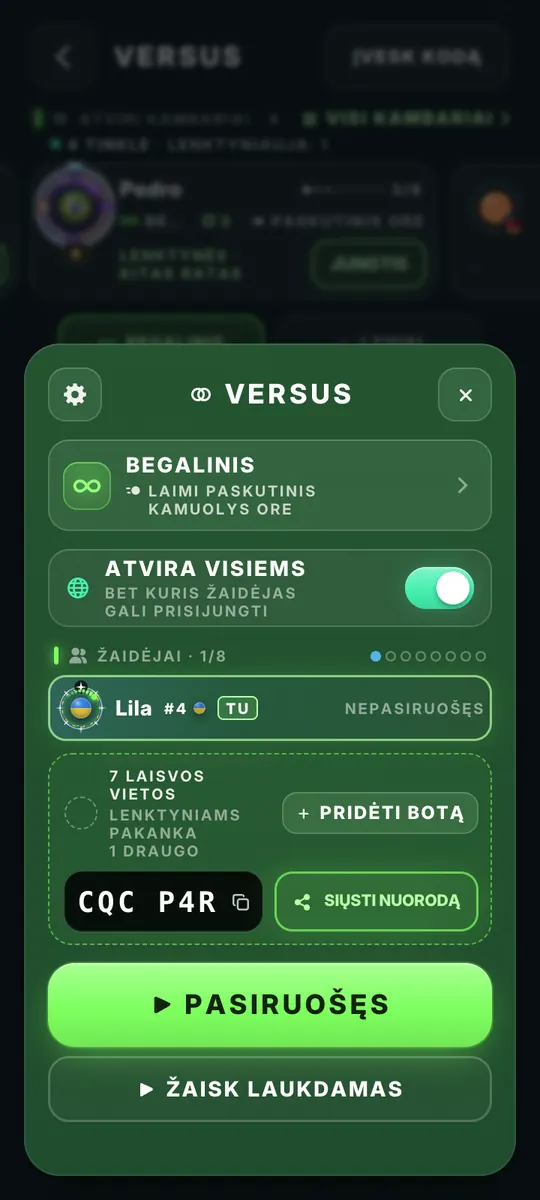 VERSUS
ĮVESK KODĄ
VISI KAMBARIAI
Pedro
LENKTYNĖS
KITAS RATAS
JUNGTIS
VERSUS
BEGALINIS
LAIMI PASKUTINIS
KAMUOLYS ORE
ATVIRA VISIEMS
BET KURIS ŽAIDĖJAS
GALI PRISIJUNGTI
ŽAIDĖJAI · 1/8
Lila #4 TU NEPASIRUOŠĘS
7 LAISVOS
VIETOS
LENKTYNIAMS
PAKANKA
1 DRAUGO
+ PRIDĖTI BOTĄ
CQC P4R
SIŲSTI NUORODĄ
PASIRUOŠĘS
ŽAISK LAUKDAMAS